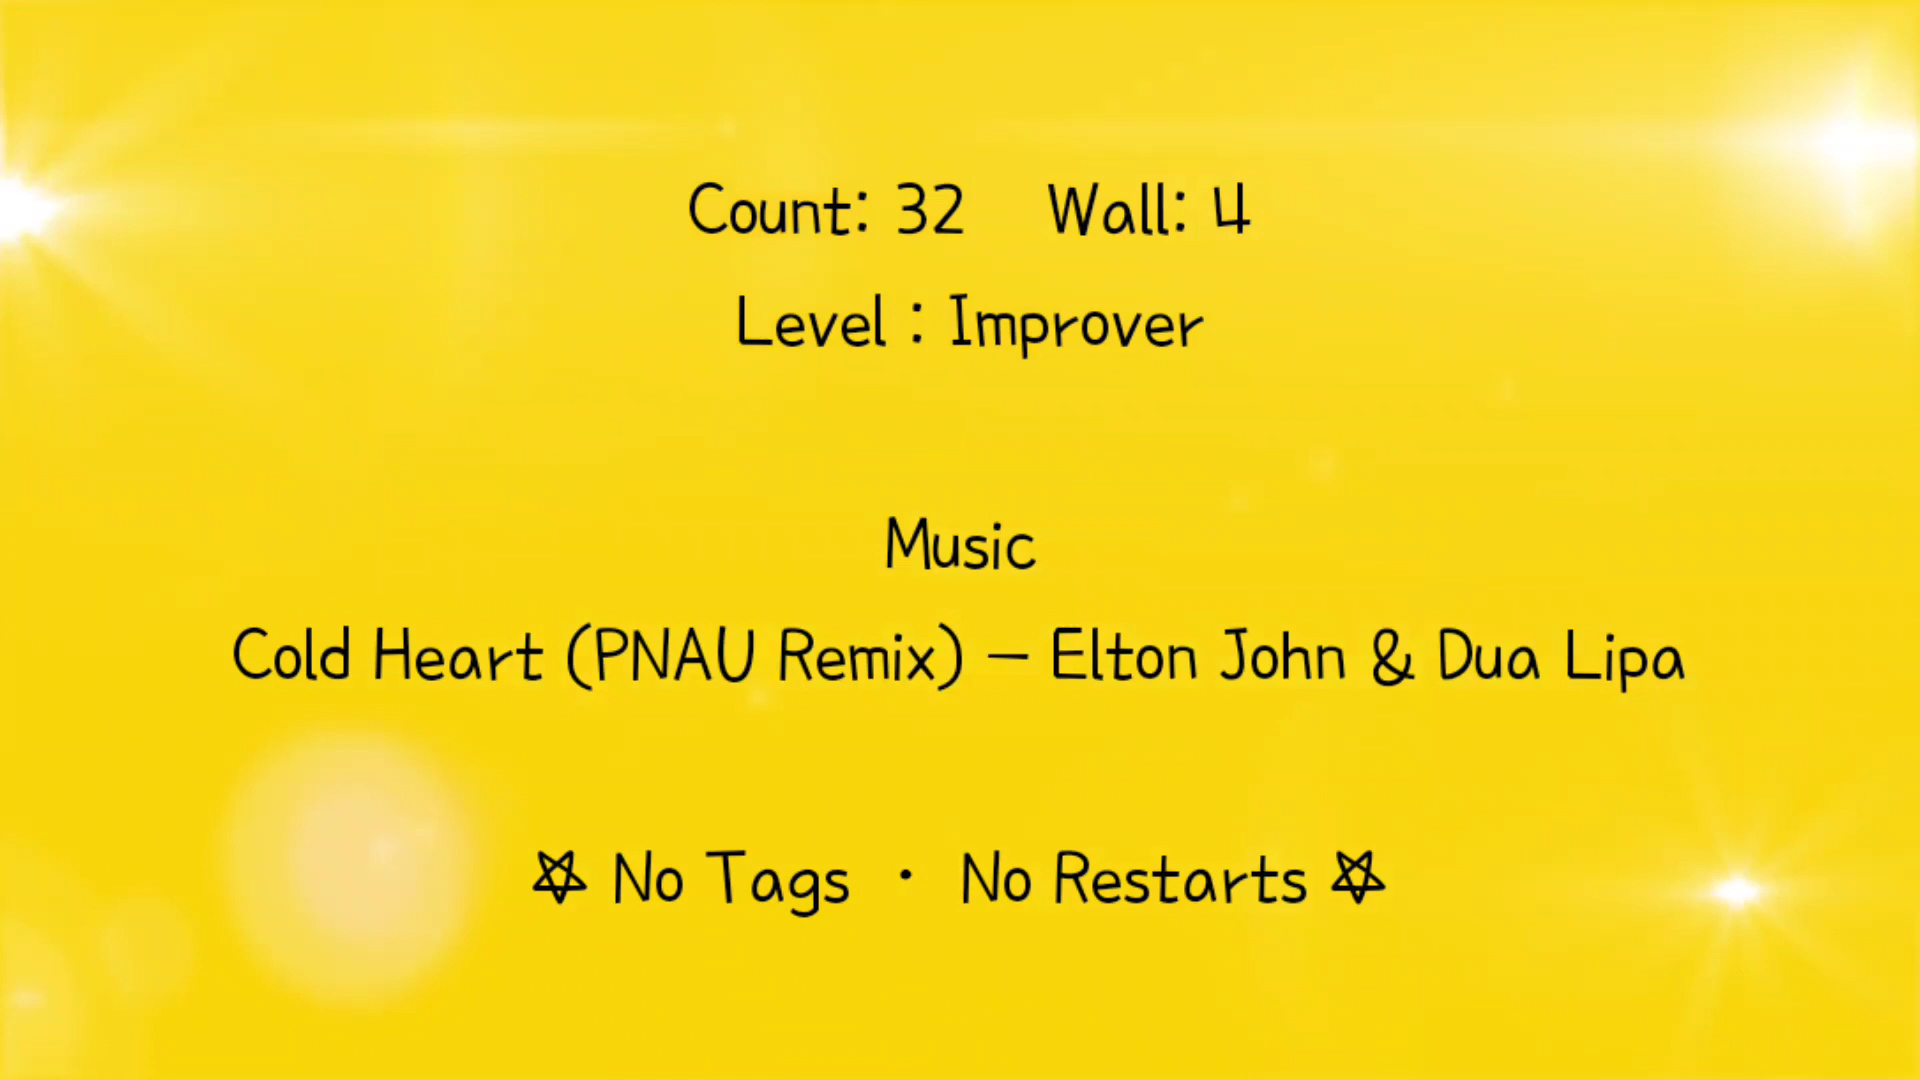 Count: 32 Wall: 4
Level : Improver
Music
Cold Heart (PNAU Remix) – Elton John & Dua Lipa
✯ No Tags · No Restarts ✯